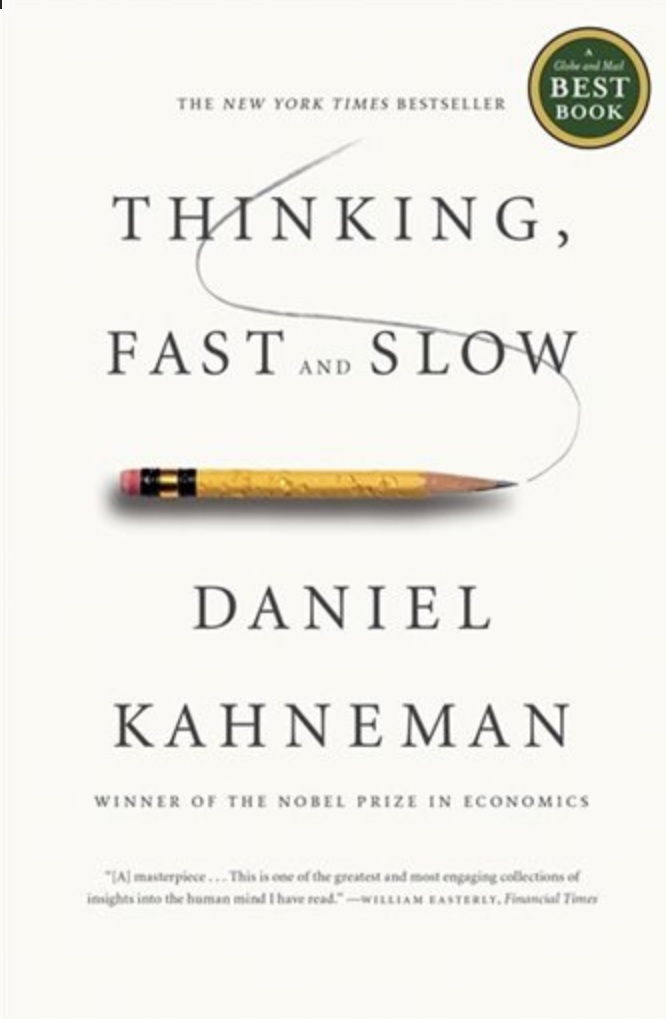 A
Globe and Mail
BEST
BOOK
THE NEW YORK TIMES BESTSELLER
THINKING,
FAST AND SLOW
DANIEL
KAHNEMAN
WINNER OF THE NOBEL PRIZE IN ECONOMICS
"[A] masterpiece . . . This is one of the greatest and most engaging collections of
insights into the human mind I have read." —WILLIAM EASTERLY, Financial Times